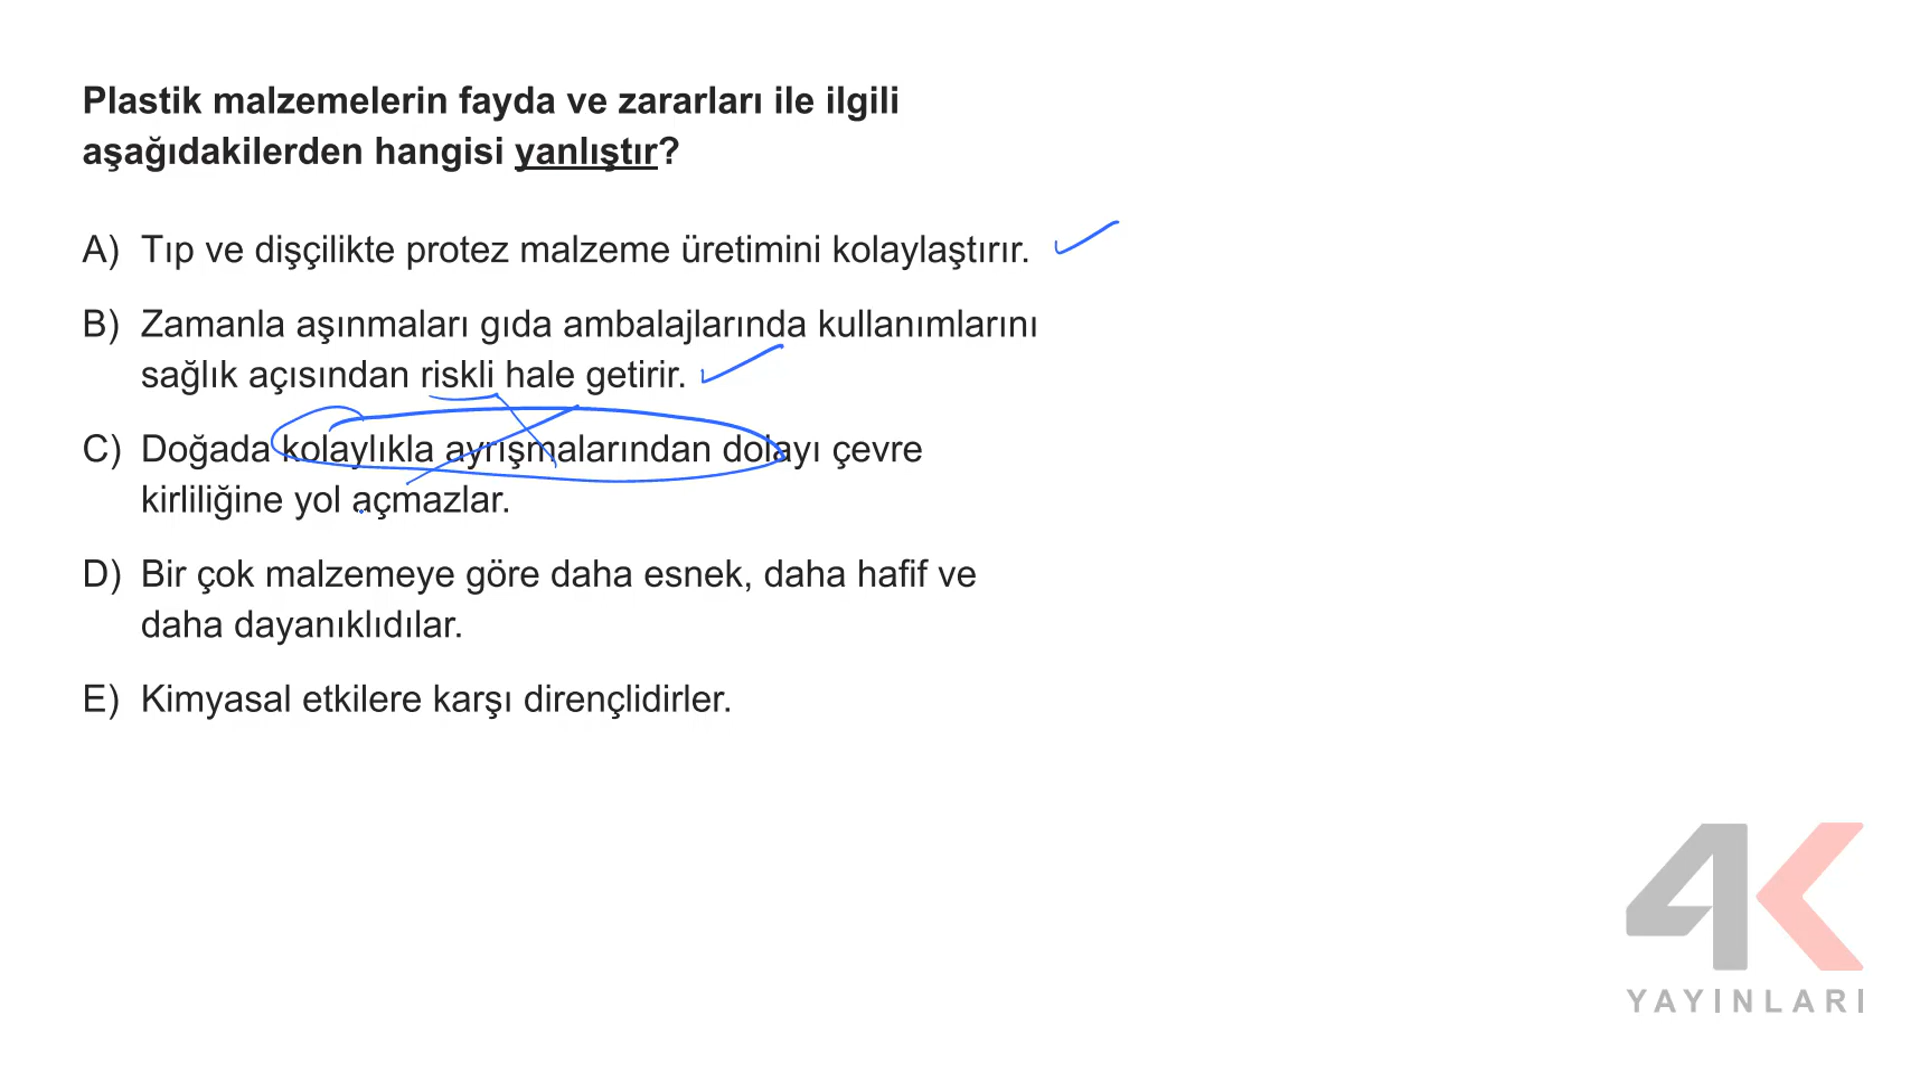 Plastik malzemelerin fayda ve zararları ile ilgili
aşağıdakilerden hangisi yanlıştır?
A) Tıp ve dişçilikte protez malzeme üretimini kolaylaştırır.
B) Zamanla aşınmaları gıda ambalajlarında kullanımlarını
sağlık açısından riskli hale getirir.
C) Doğada kolaylıkla ayrışmalarından dolayı çevre
kirliliğine yol açmazlar.
D) Bir çok malzemeye göre daha esnek, daha hafif ve
daha dayanıklıdılar.
E) Kimyasal etkilere karşı dirençlidirler.
4K
YAYINLARI